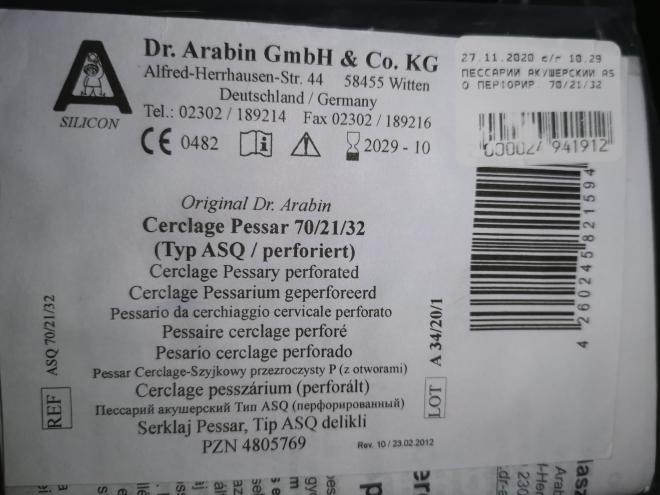 Dr. Arabin GmbH & Co. KG
Alfred-Herrhausen-Str. 44 58455 Witten
Deutschland / Germany
Tel.: 02302 / 189214 Fax 02302 / 189216
A
SILICON
CE 0482 2029 - 10
27.11.2020 с/г 10.29
ПЕССАРИЙ АКУШЕРСКИЙ AS
Q ПЕРФОРИР 70/21/32
941912
4 260245 821594
Original Dr. Arabin
Cerclage Pessar 70/21/32
(Typ ASQ / perforiert)
Cerclage Pessary perforated
Cerclage Pessarium geperforeerd
Pessario da cerchiaggio cervicale perforato
Pessaire cerclage perforé
Pesario cerclage perforado
Pessar Cerclage-Szyjkowy przezroczysty P (z otworami)
Cerclage pesszárium (perforált)
Пессарий акушерский Тип ASQ (перфорированный)
Serklaj Pessar, Tip ASQ delikli
PZN 4805769
Rev. 10 / 23.02.2012
REF ASQ 70/21/32
LOT A 34/20/1